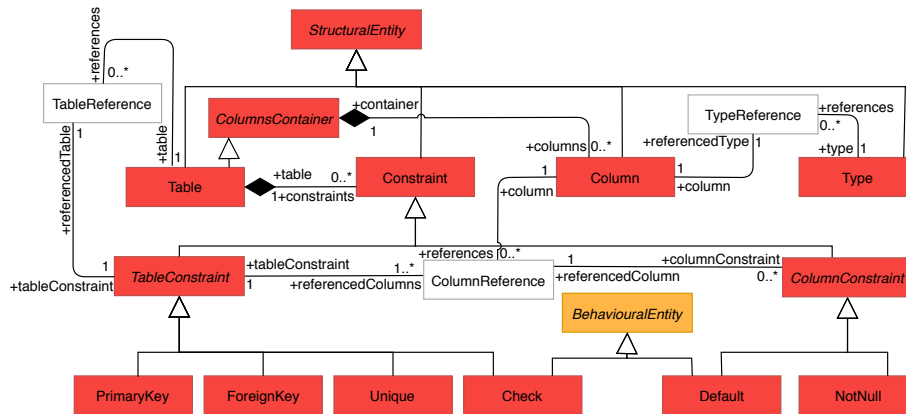 StructuralEntity
+references
0..*
TableReference
1
+referencedTable
+table
1
ColumnsContainer
+container
1
TypeReference
+references
0..*
+referencedType
1
+columns
0..*
+type
1
Table
+table
0..*
1
+constraints
Constraint
1
+column
Column
1
+column
Type
1
+tableConstraint
TableConstraint
+tableConstraint
1
1..*
+referencedColumns
+references
0..*
ColumnReference
1
+referencedColumn
+columnConstraint
0..*
ColumnConstraint
BehaviouralEntity
PrimaryKey
ForeignKey
Unique
Check
Default
NotNull